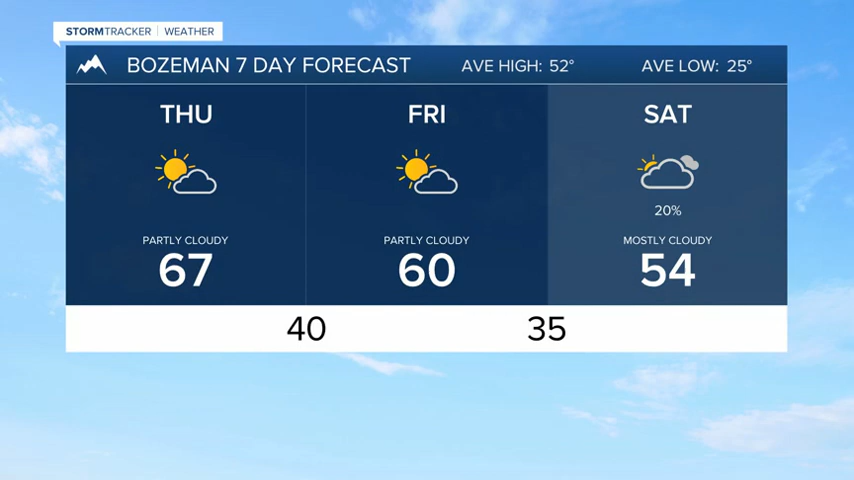 STORMTRACKER | WEATHER
BOZEMAN 7 DAY FORECAST AVE HIGH: 52° AVE LOW: 25°
THU FRI SAT
20%
PARTLY CLOUDY PARTLY CLOUDY MOSTLY CLOUDY
67 60 54
40 35